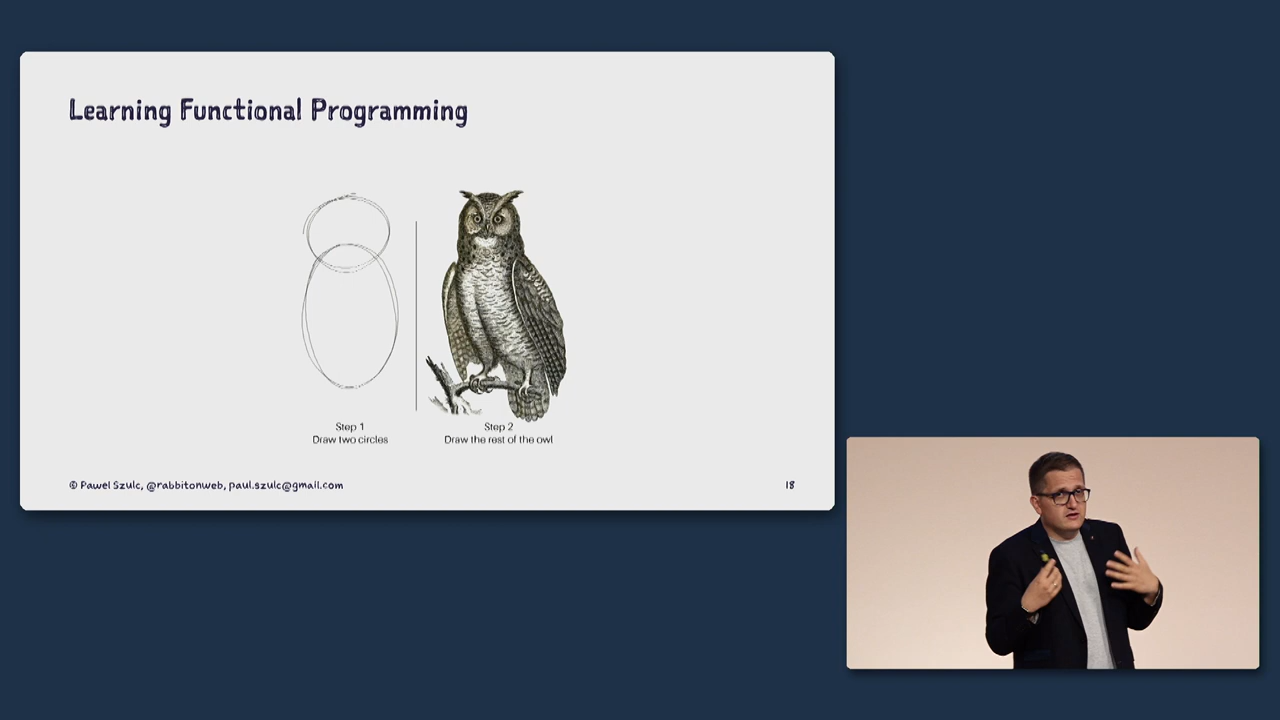 Learning Functional Programming
Step 1
Draw two circles
Step 2
Draw the rest of the owl
© Pawel Szulc, @rabbitonweb, paul.szulc@gmail.com
18